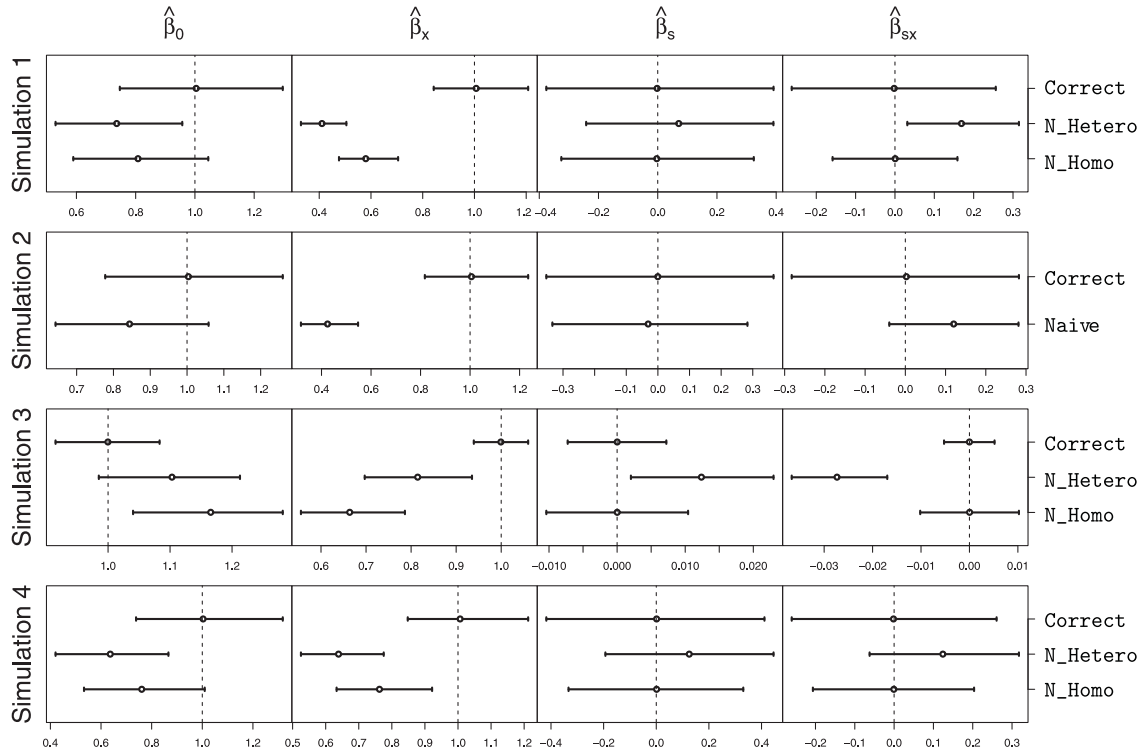 β̂₀ β̂ₓ β̂ₛ β̂ₛₓ
Simulation 1
Correct
N_Hetero
N_Homo
0.6 0.8 1.0 1.2 0.4 0.6 0.8 1.0 1.2 -0.4 -0.2 0.0 0.2 0.4 -0.2 -0.1 0.0 0.1 0.2 0.3
Simulation 2
Correct
Naive
0.7 0.8 0.9 1.0 1.1 1.2 0.4 0.6 0.8 1.0 1.2 -0.3 -0.1 0.0 0.1 0.2 0.3 -0.3 -0.2 -0.1 0.0 0.1 0.2 0.3
Simulation 3
Correct
N_Hetero
N_Homo
1.0 1.1 1.2 0.6 0.7 0.8 0.9 1.0 -0.010 0.000 0.010 0.020 -0.03 -0.01 0.00 0.01
Simulation 4
Correct
N_Hetero
N_Homo
0.4 0.6 0.8 1.0 1.2 0.5 0.6 0.7 0.8 0.9 1.0 1.2 -0.4 -0.2 0.0 0.2 0.4 -0.2 -0.1 0.0 0.1 0.2 0.3